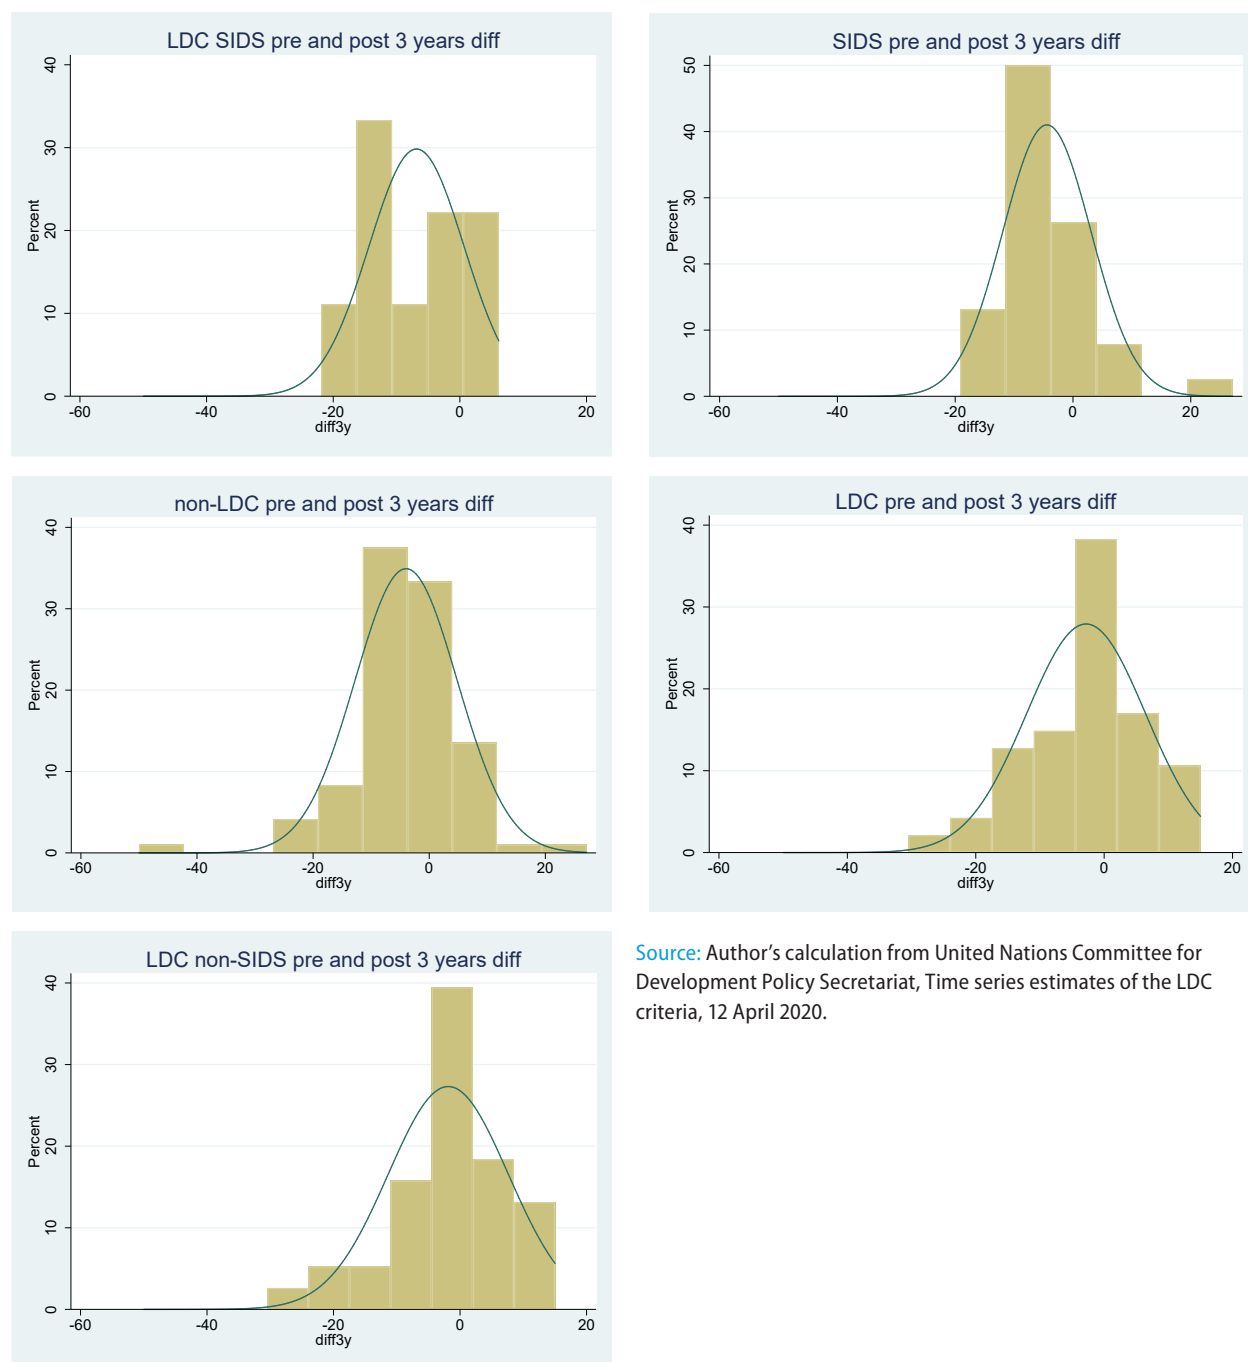 LDC SIDS pre and post 3 years diff
Percent
40
30
20
10
0
-60 -40 -20 0 20
diff3y
SIDS pre and post 3 years diff
Percent
50
40
30
20
10
0
-60 -40 -20 0 20
diff3y
non-LDC pre and post 3 years diff
Percent
40
30
20
10
0
-60 -40 -20 0 20
diff3y
LDC pre and post 3 years diff
Percent
40
30
20
10
0
-60 -40 -20 0 20
diff3y
LDC non-SIDS pre and post 3 years diff
Percent
40
30
20
10
0
-60 -40 -20 0 20
diff3y
Source: Author’s calculation from United Nations Committee for
Development Policy Secretariat, Time series estimates of the LDC
criteria, 12 April 2020.